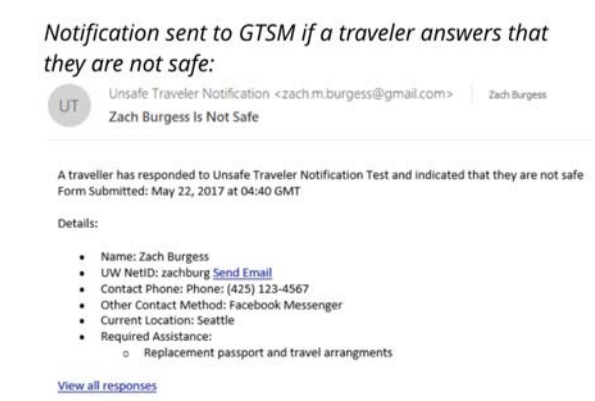 Notification sent to GTSM if a traveler answers that
they are not safe:
UT
Unsafe Traveler Notification <zach.m.burgess@gmail.com>
Zach Burgess
Zach Burgess Is Not Safe
A traveller has responded to Unsafe Traveler Notification Test and indicated that they are not safe
Form Submitted: May 22, 2017 at 04:40 GMT
Details:
• Name: Zach Burgess
• UW NetID: zachburg Send Email
• Contact Phone: Phone: (425) 123-4567
• Other Contact Method: Facebook Messenger
• Current Location: Seattle
• Required Assistance:
o Replacement passport and travel arrangments
View all responses